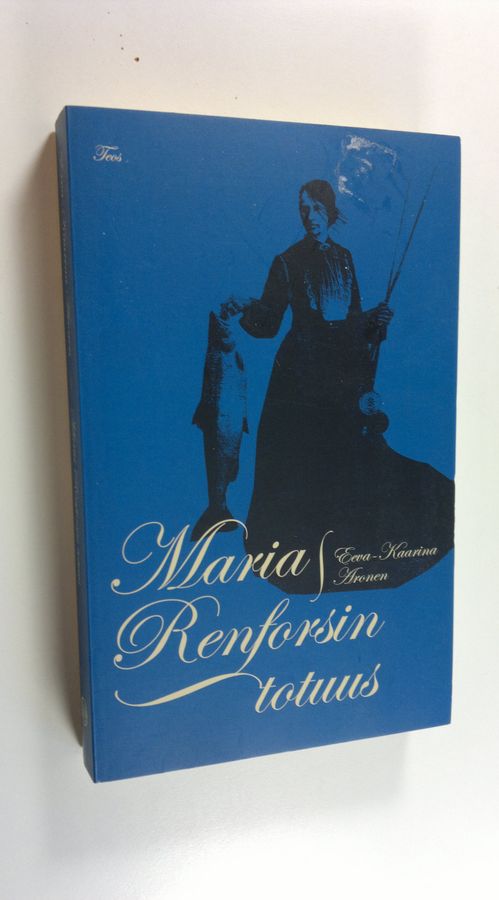 Teos
Maria
Eeva-Kaarina
Aronen
Renforsin
totuus